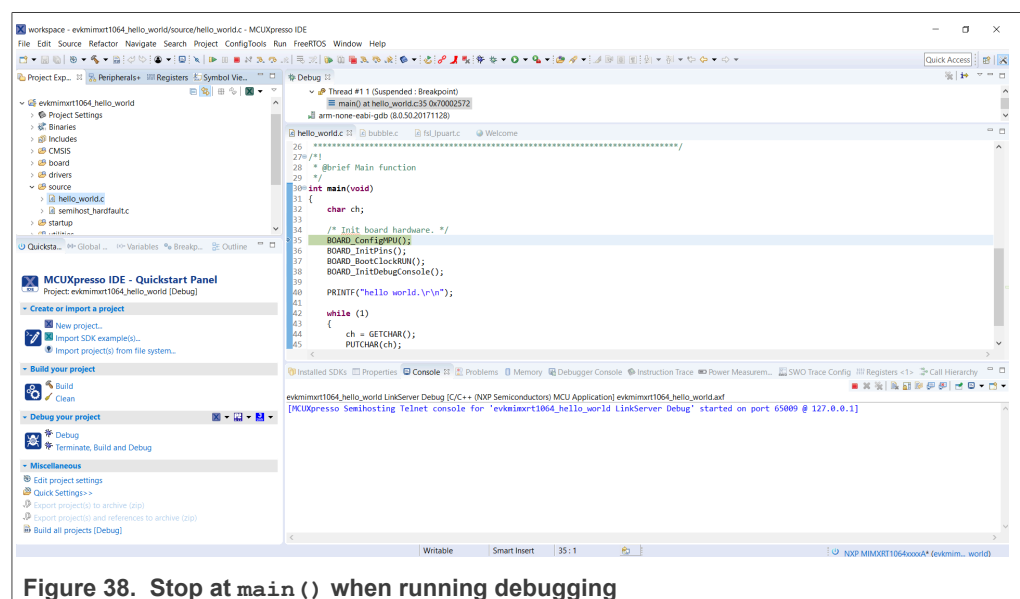 workspace - evkmimxrt1064_hello_world/source/hello_world.c - MCUXpresso IDE
File Edit Source Refactor Navigate Search Project ConfigTools Run FreeRTOS Window Help
Quick Access
Project Exp... Peripherals+ Registers Symbol Vie...
evkmimxrt1064_hello_world
Project Settings
Binaries
Includes
CMSIS
board
drivers
source
hello_world.c
semihost_hardfault.c
startup
Debug
Thread #1 1 (Suspended : Breakpoint)
main() at hello_world.c:35 0x70002572
arm-none-eabi-gdb (8.0.50.20171128)
hello_world.c bubble.c fsl_lpuart.c Welcome
26 *****************************************************************************/
27 /*!
28 * @brief Main function
29 */
30 int main(void)
31 {
32 char ch;
33
34 /* Init board hardware. */
35 BOARD_ConfigMPU();
36 BOARD_InitPins();
37 BOARD_BootClockRUN();
38 BOARD_InitDebugConsole();
39
40 PRINTF("hello world.\r\n");
41
42 while (1)
43 {
44 ch = GETCHAR();
45 PUTCHAR(ch);
Quicksta... Global ... Variables Breakp... Outline
MCUXpresso IDE - Quickstart Panel
IDE Project: evkmimxrt1064_hello_world [Debug]
Create or import a project
New project...
Import SDK example(s)...
Import project(s) from file system...
Build your project
Build
Clean
Debug your project
Debug
Terminate, Build and Debug
Miscellaneous
Edit project settings
Quick Settings>>
Export project(s) to archive (zip)
Export project(s) and references to archive (zip)
Build all projects [Debug]
Installed SDKs Properties Console Problems Memory Debugger Console Instruction Trace Power Measurem... SWO Trace Config Registers <1> Call Hierarchy
evkmimxrt1064_hello_world LinkServer Debug [C/C++ (NXP Semiconductors) MCU Application] evkmimxrt1064_hello_world.axf
[MCUXpresso Semihosting Telnet console for 'evkmimxrt1064_hello_world LinkServer Debug' started on port 65009 @ 127.0.0.1]
Writable Smart Insert 35 : 1
NXP MIMXRT1064xxxxA* (evkmim... world)
Figure 38. Stop at main() when running debugging